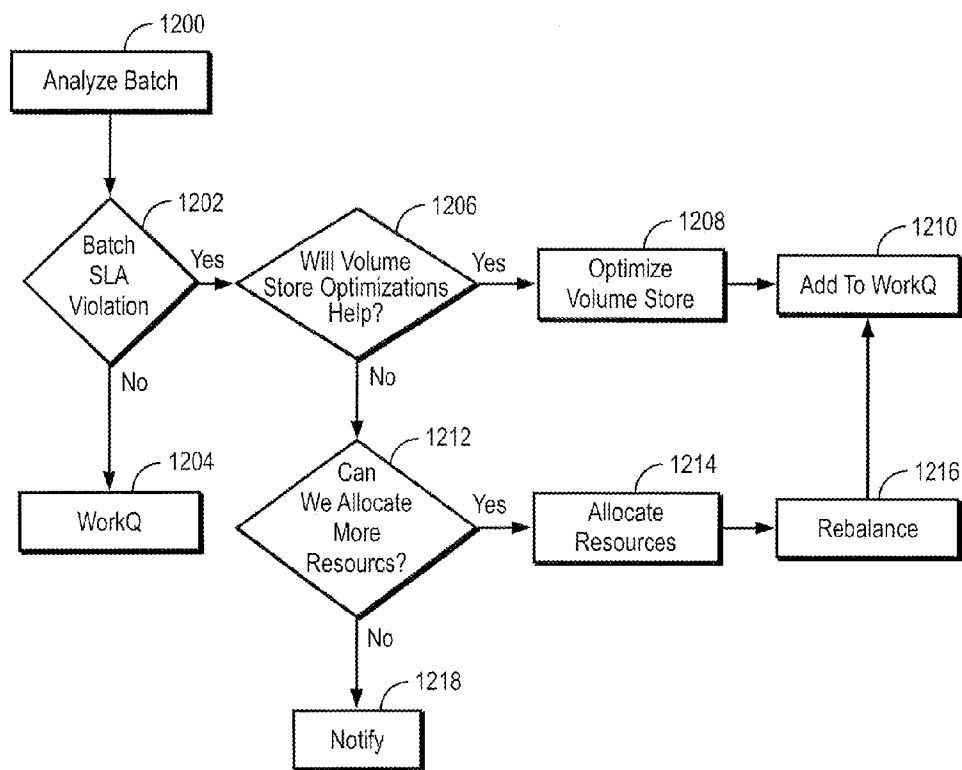 1200
Analyze Batch
1202
Batch
SLA
Violation
Yes
No
1204
WorkQ
1206
Will Volume
Store Optimizations
Help?
Yes
No
1208
Optimize
Volume Store
1210
Add To WorkQ
1212
Can
We Allocate
More
Resourcs?
Yes
No
1214
Allocate
Resources
1216
Rebalance
1218
Notify